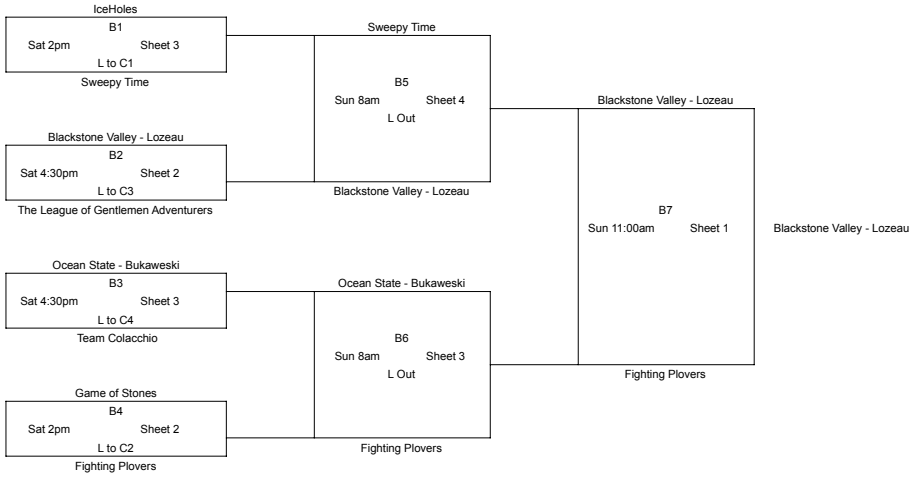 IceHoles
B1
Sat 2pm Sheet 3
L to C1
Sweepy Time
Blackstone Valley - Lozeau
B2
Sat 4:30pm Sheet 2
L to C3
The League of Gentlemen Adventurers
Ocean State - Bukaweski
B3
Sat 4:30pm Sheet 3
L to C4
Team Colacchio
Game of Stones
B4
Sat 2pm Sheet 2
L to C2
Fighting Plovers
Sweepy Time
B5
Sun 8am Sheet 4
L Out
Blackstone Valley - Lozeau
Ocean State - Bukaweski
B6
Sun 8am Sheet 3
L Out
Fighting Plovers
Blackstone Valley - Lozeau
B7
Sun 11:00am Sheet 1
Fighting Plovers
Blackstone Valley - Lozeau